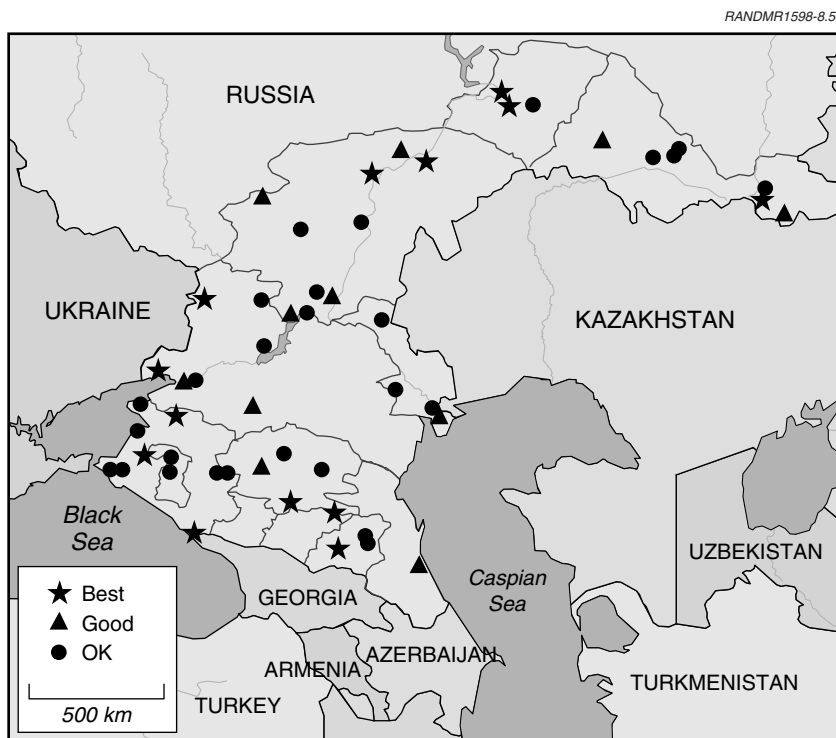 RANDMR1598-8.5
RUSSIA
UKRAINE
KAZAKHSTAN
Black
Sea
UZBEKISTAN
Caspian
Sea
GEORGIA
Best
Good
OK
500 km
ARMENIA
AZERBAIJAN
TURKEY
TURKMENISTAN